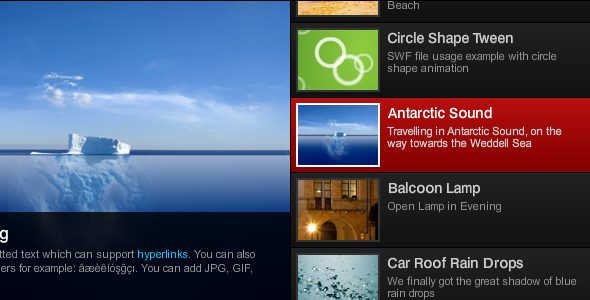 g
tted text which can support hyperlinks. You can also
ers for example: âæèêíóşğçı. You can add JPG, GIF,
Beach
Circle Shape Tween
SWF file usage example with circle
shape animation
Antarctic Sound
Travelling in Antarctic Sound, on the
way towards the Weddell Sea
Balcoon Lamp
Open Lamp in Evening
Car Roof Rain Drops
We finally got the great shadow of blue
rain drops